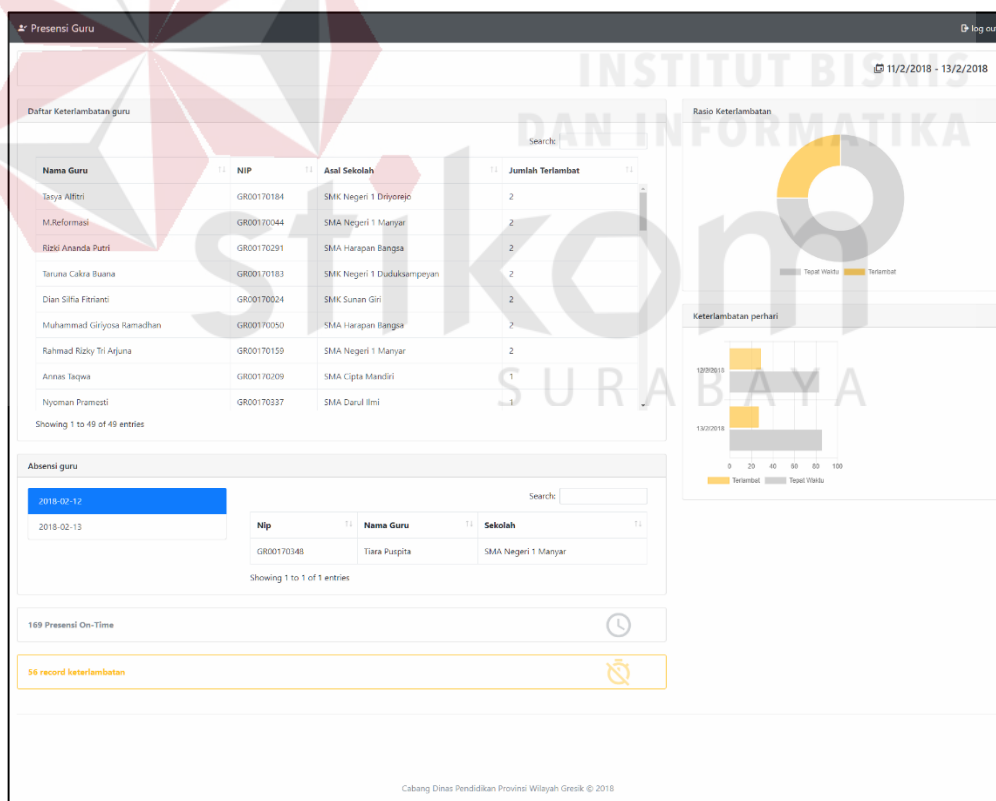 Presensi Guru
log ou
11/2/2018 - 13/2/2018
INSTITUT BISNIS
DAN INFORMATIKA
stikom
SURABAYA
Daftar Keterlambatan guru
Search:
Nama Guru NIP Asal Sekolah Jumlah Terlambat
Tasya Alfitri GR00170184 SMK Negeri 1 Driyorejo 2
M.Reformasi GR00170044 SMA Negeri 1 Manyar 2
Rizki Ananda Putri GR00170291 SMA Harapan Bangsa 2
Taruna Cakra Buana GR00170183 SMK Negeri 1 Duduksampeyan 2
Dian Silfia Fitrianti GR00170024 SMK Sunan Giri 2
Muhammad Giriyosa Ramadhan GR00170050 SMA Harapan Bangsa 2
Rahmad Rizky Tri Arjuna GR00170159 SMA Negeri 1 Manyar 2
Annas Taqwa GR00170209 SMA Cipta Mandiri 1
Nyoman Pramesti GR00170337 SMA Darul Ilmi 1
Showing 1 to 49 of 49 entries
Rasio Keterlambatan
Tepat Waktu Terlambat
Keterlambatan perhari
12/2/2018
13/2/2018
0 20 40 60 80 100
Terlambat Tepat Waktu
Absensi guru
2018-02-12
2018-02-13
Search:
Nip Nama Guru Sekolah
GR00170348 Tiara Puspita SMA Negeri 1 Manyar
Showing 1 to 1 of 1 entries
169 Presensi On-Time
56 record katarlambatan
Cabang Dinas Pendidikan Provinsi Wilayah Gresik © 2018